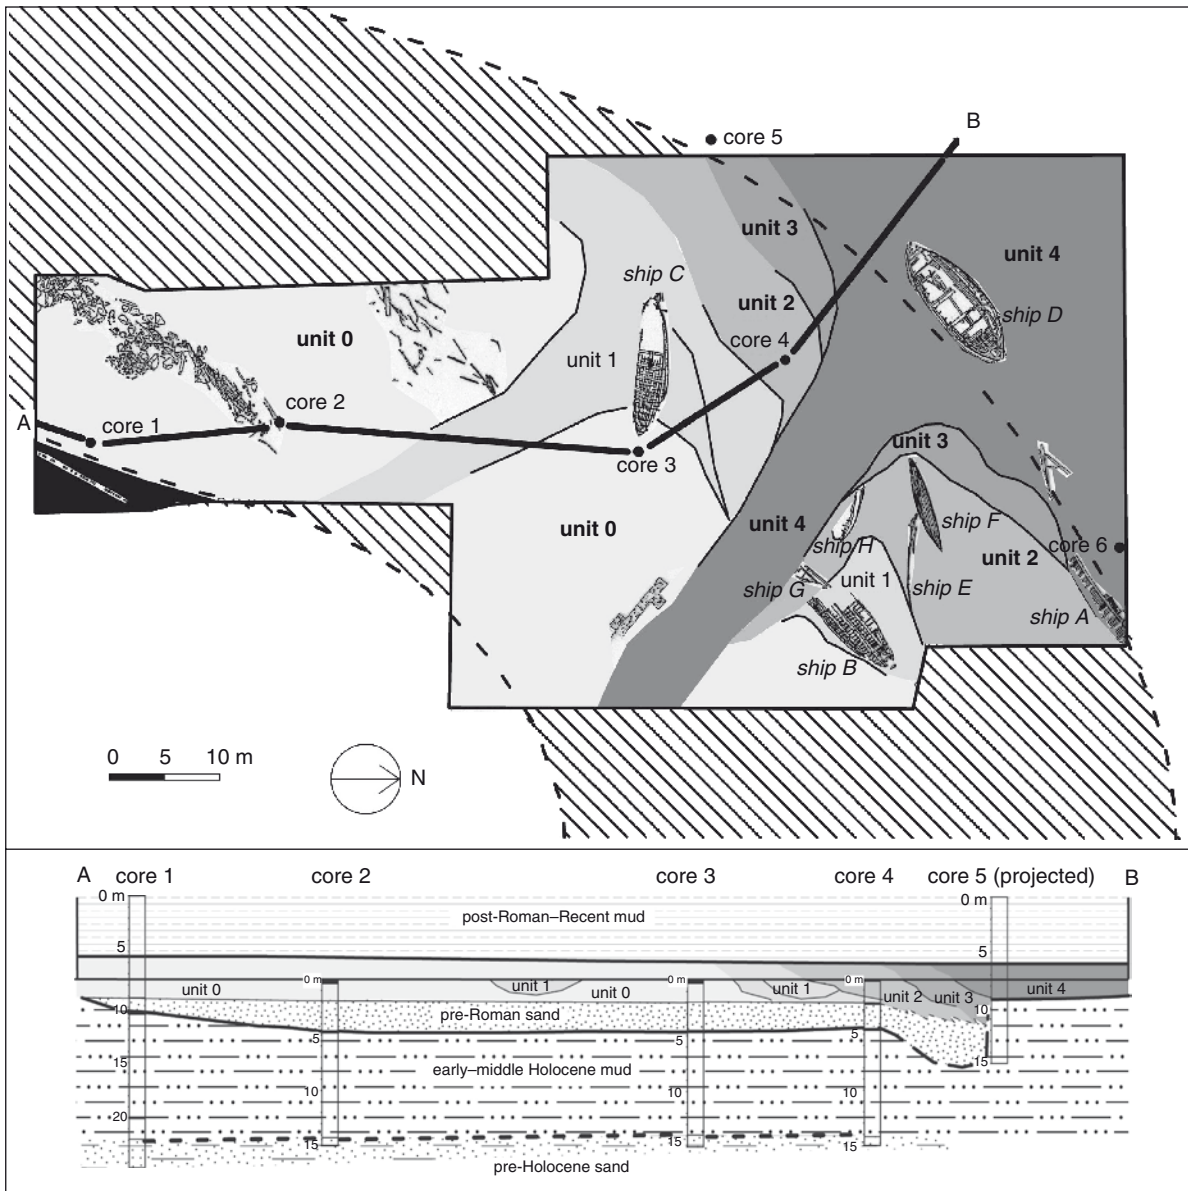 B
core 5
unit 3
unit 4
ship C
unit 2
ship D
unit 0
core 4
unit 1
A
core 1
core 2
core 3
unit 3
unit 0
unit 4
ship F
core 6
ship H
unit 2
ship G
unit 1
ship E
ship A
ship B
0 5 10 m
N
A core 1 core 2 core 3 core 4 core 5 (projected) B
0 m 0 m
post-Roman–Recent mud
5 5
0 m 0 m 0 m
unit 0 unit 1 unit 0 unit 1 unit 2 unit 3 unit 4
10 pre-Roman sand 10
5 5 5
15 early–middle Holocene mud 15
10 10 10
20
15 15 15
pre-Holocene sand